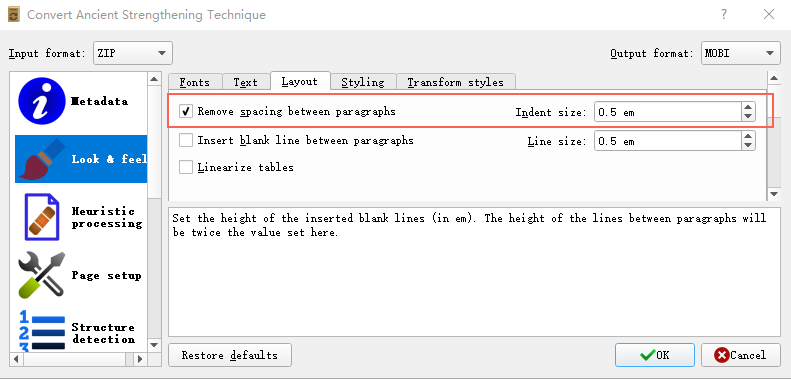 Convert Ancient Strengthening Technique
Input format: ZIP
Output format: MOBI
Metadata
Look & feel
Heuristic
processing
Page setup
Structure
detection
Fonts Text Layout Styling Transform styles
Remove spacing between paragraphs Indent size: 0.5 em
Insert blank line between paragraphs Line size: 0.5 em
Linearize tables
Set the height of the inserted blank lines (in em). The height of the lines between paragraphs will
be twice the value set here.
Restore defaults
OK
Cancel